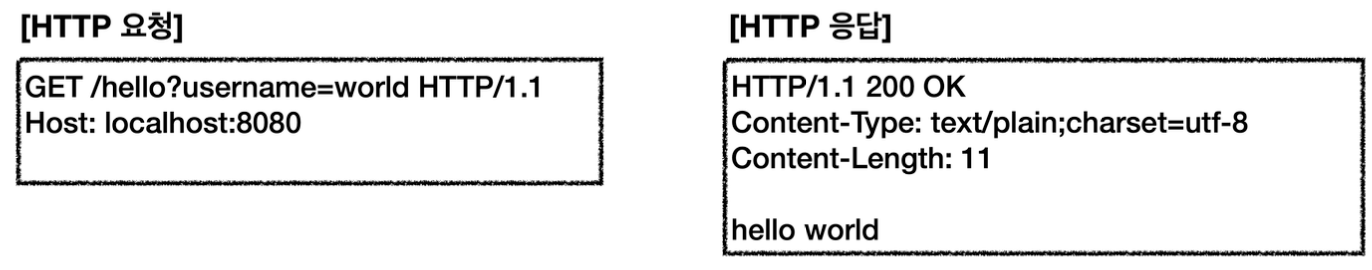 [HTTP 요청]
GET /hello?username=world HTTP/1.1
Host: localhost:8080
[HTTP 응답]
HTTP/1.1 200 OK
Content-Type: text/plain;charset=utf-8
Content-Length: 11
hello world